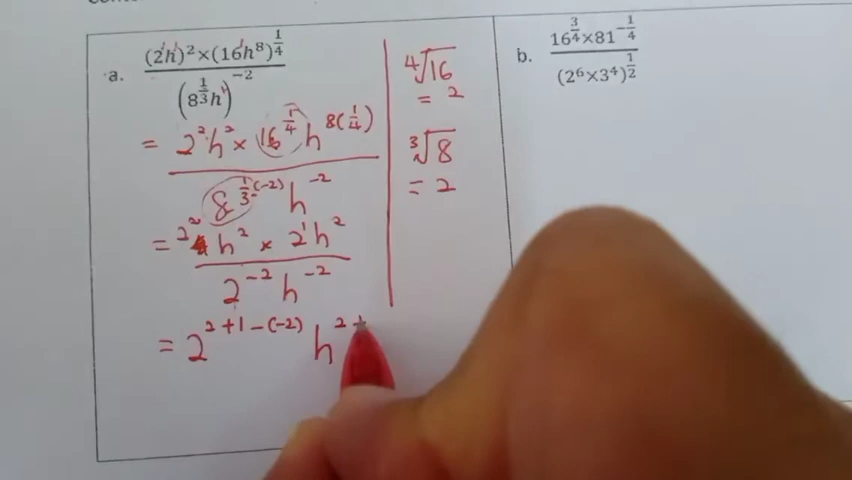 a. (2h)² × (16h⁸)^(1/4) / (8^(1/3)h¹)^(−2)
= 2²h² × 16^(1/4) h^(8(1/4)) / 8^(1/3(−2)) h^(−2)
= 2² h² × 2¹h² / 2^(−2) h^(−2)
= 2^(2+1−(−2)) h^(2+
⁴√16
= 2
³√8
= 2
b. 16^(3/4) × 81^(−1/4) / (2⁶×3⁴)^(1/2)